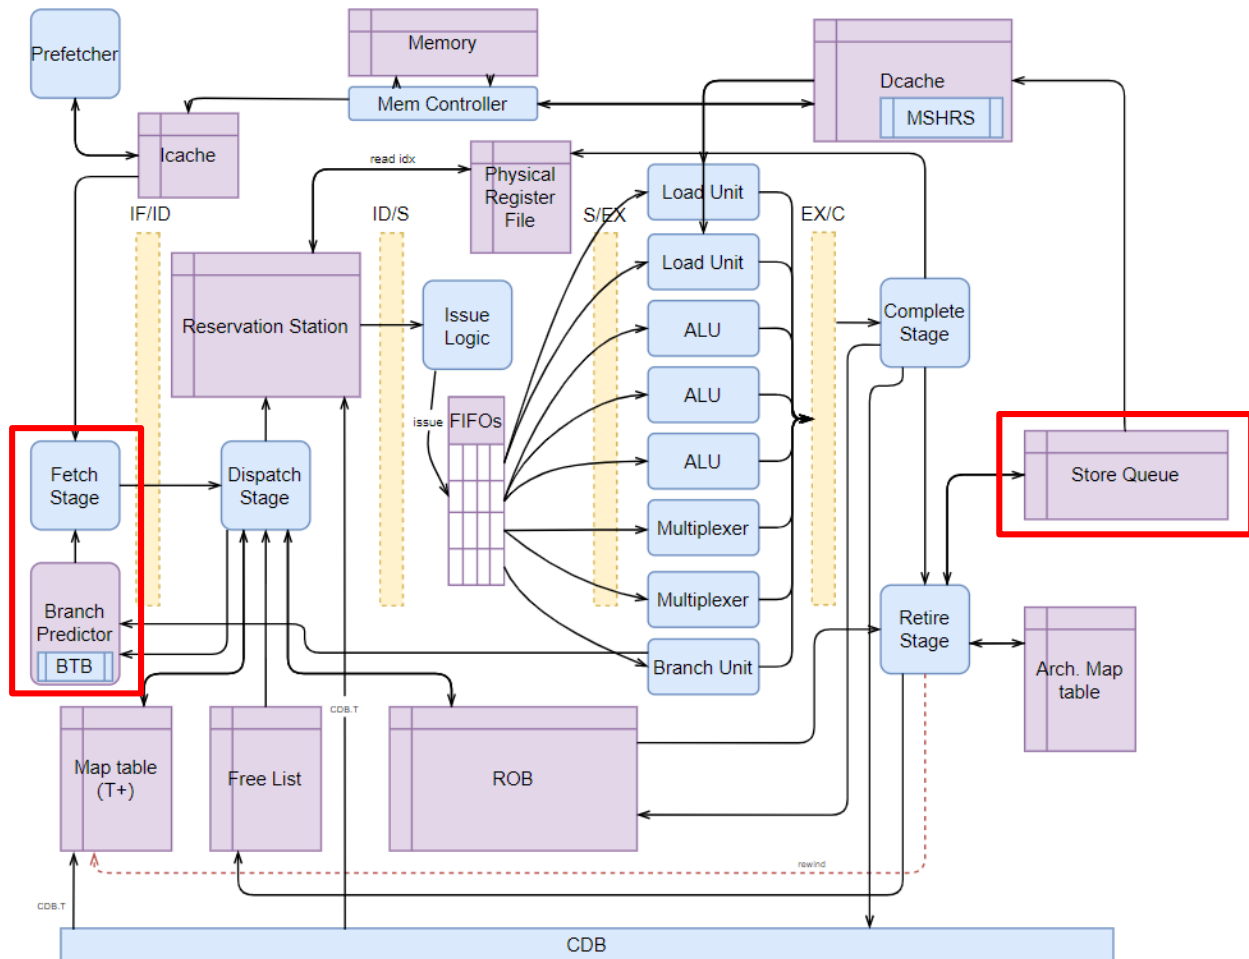 Prefetcher
Memory
Mem Controller
Dcache
MSHRS
Icache
read idx
Physical
Register
File
Load Unit
IF/ID
ID/S
S/EX
EX/C
Load Unit
Reservation Station
Issue
Logic
ALU
Complete
Stage
ALU
issue
FIFOs
ALU
Fetch
Stage
Dispatch
Stage
Store Queue
Multiplexer
Multiplexer
Branch
Predictor
BTB
Branch Unit
Retire
Stage
Arch. Map
table
CDB.T
Map table
(T+)
Free List
ROB
rewind
CDB.T
CDB